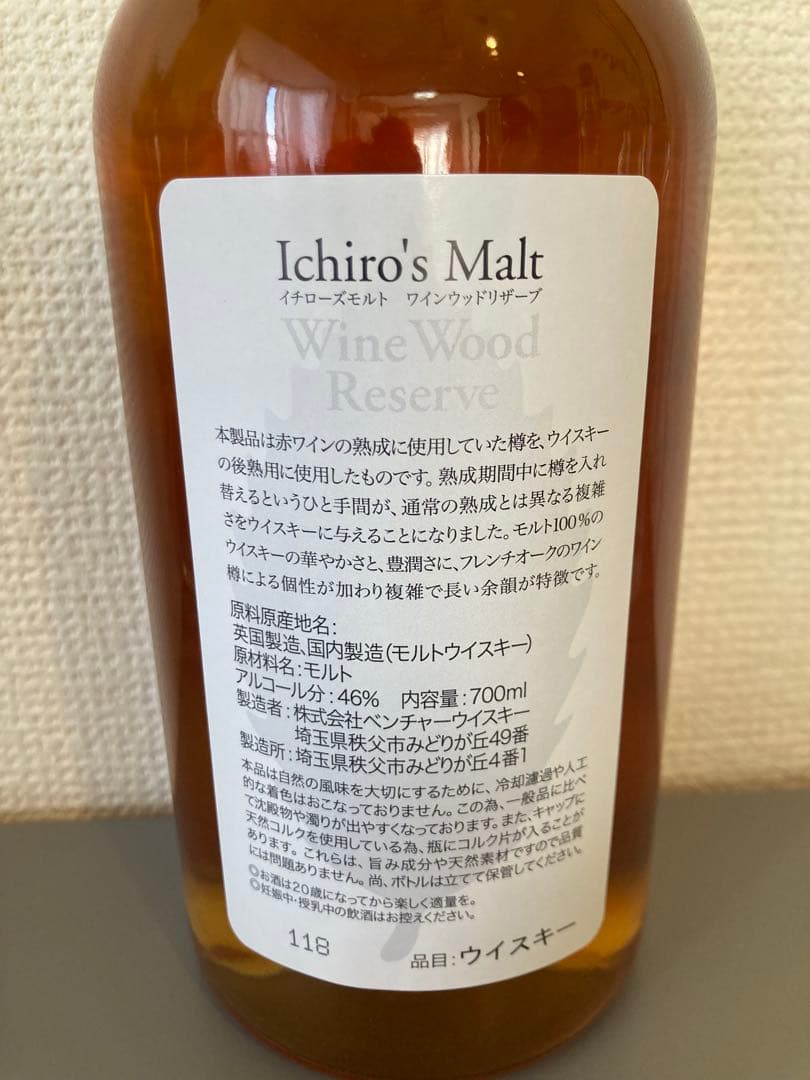 Ichiro's Malt
イチローズモルト　ワインウッドリザーブ
Wine Wood
Reserve
本製品は赤ワインの熟成に使用していた樽を、ウイスキー
の後熟用に使用したものです。熟成期間中に樽を入れ
替えるというひと手間が、通常の熟成とは異なる複雑
さをウイスキーに与えることになりました。モルト100%の
ウイスキーの華やかさと、豊潤さに、フレンチオークのワイン
樽による個性が加わり複雑で長い余韻が特徴です。
原料原産地名:
英国製造、国内製造(モルトウイスキー)
原材料名:モルト
アルコール分:46%　内容量:700ml
製造者:株式会社ベンチャーウイスキー
埼玉県秩父市みどりが丘49番
製造所:埼玉県秩父市みどりが丘4番1
本品は自然の風味を大切にするために、冷却濾過や人工
的な着色はおこなっておりません。この為、一般品に比べ
て沈殿物や濁りが出やすくなっております。また、キャップに
天然コルクを使用している為、瓶にコルク片が入ることが
あります。これらは、旨み成分や天然素材ですので品質
には問題ありません。尚、ボトルは立てて保管してください。
◎お酒は20歳になってから楽しく適量を。
◎妊娠中・授乳中の飲酒はお控えください。
118
品目:ウイスキー